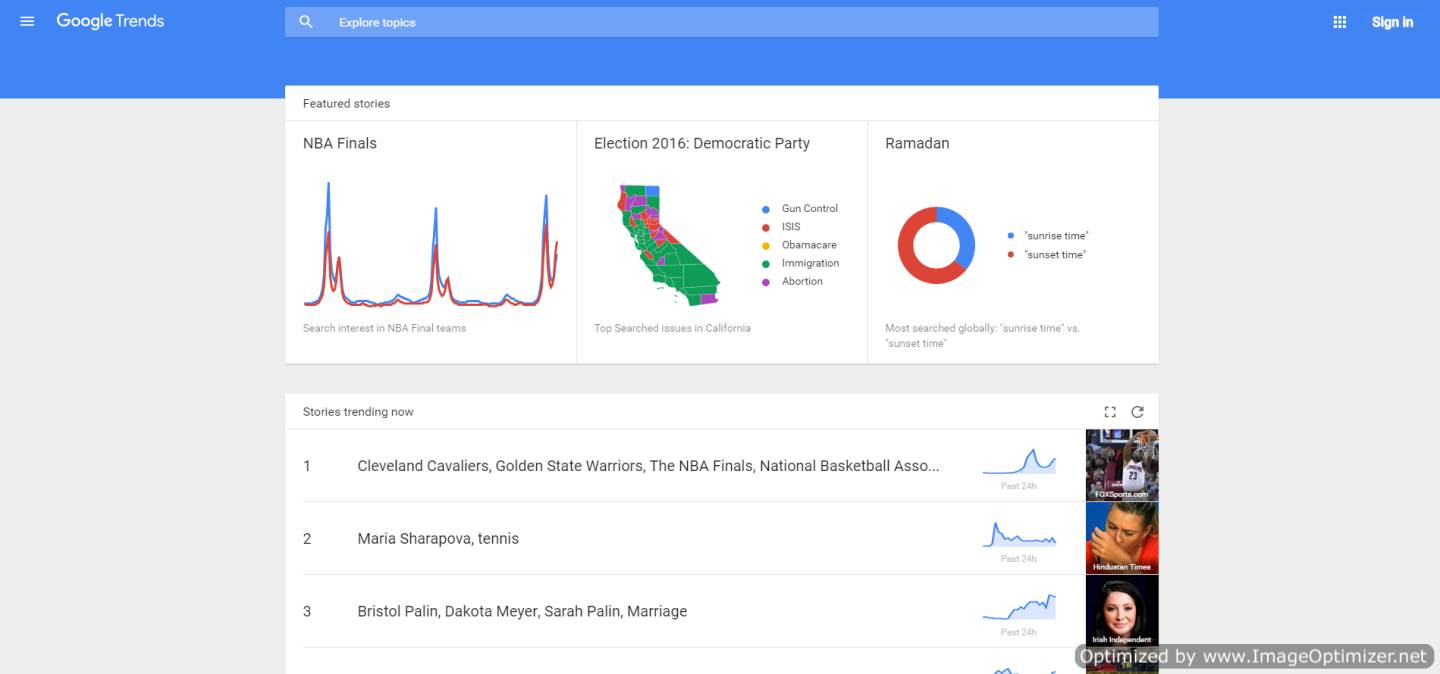 Google Trends
Explore topics
Sign in
Featured stories
NBA Finals
Search interest in NBA Final teams
Election 2016: Democratic Party
Gun Control
ISIS
Obamacare
Immigration
Abortion
Top Searched issues in California
Ramadan
"sunrise time"
"sunset time"
Most searched globally: "sunrise time" vs.
"sunset time"
Stories trending now
1
Cleveland Cavaliers, Golden State Warriors, The NBA Finals, National Basketball Asso...
Past 24h
23
FOXSports.com
2
Maria Sharapova, tennis
Past 24h
Hindustan Times
3
Bristol Palin, Dakota Meyer, Sarah Palin, Marriage
Past 24h
Irish Independent
Optimized by www.ImageOptimizer.net